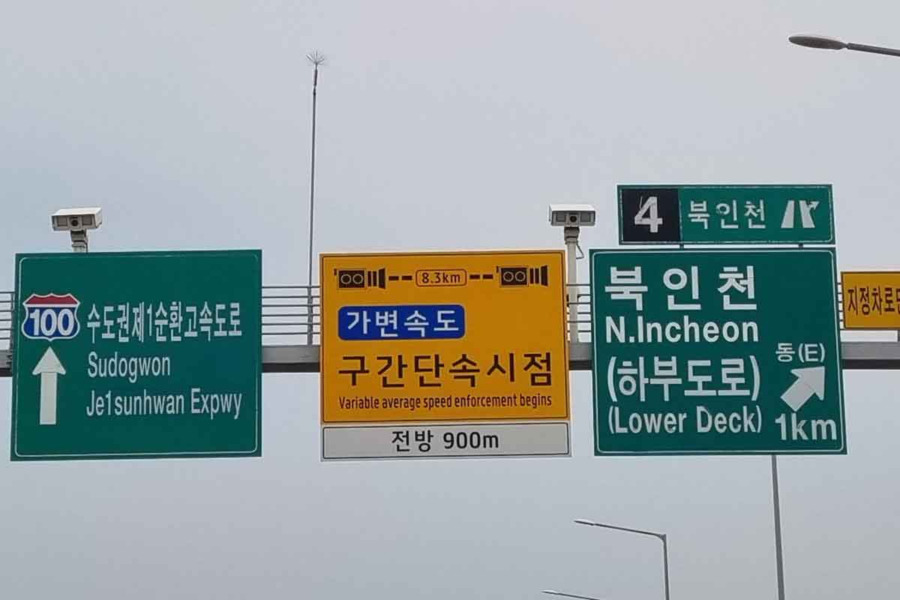 100
수도권제1순환고속도로
Sudogwon
Je1sunhwan Expwy
8.3km
가변속도
구간단속시점
Variable average speed enforcement begins
전방 900m
4 북인천
북인천
N.Incheon
(하부도로)
(Lower Deck)
동(E)
1km
지정차로